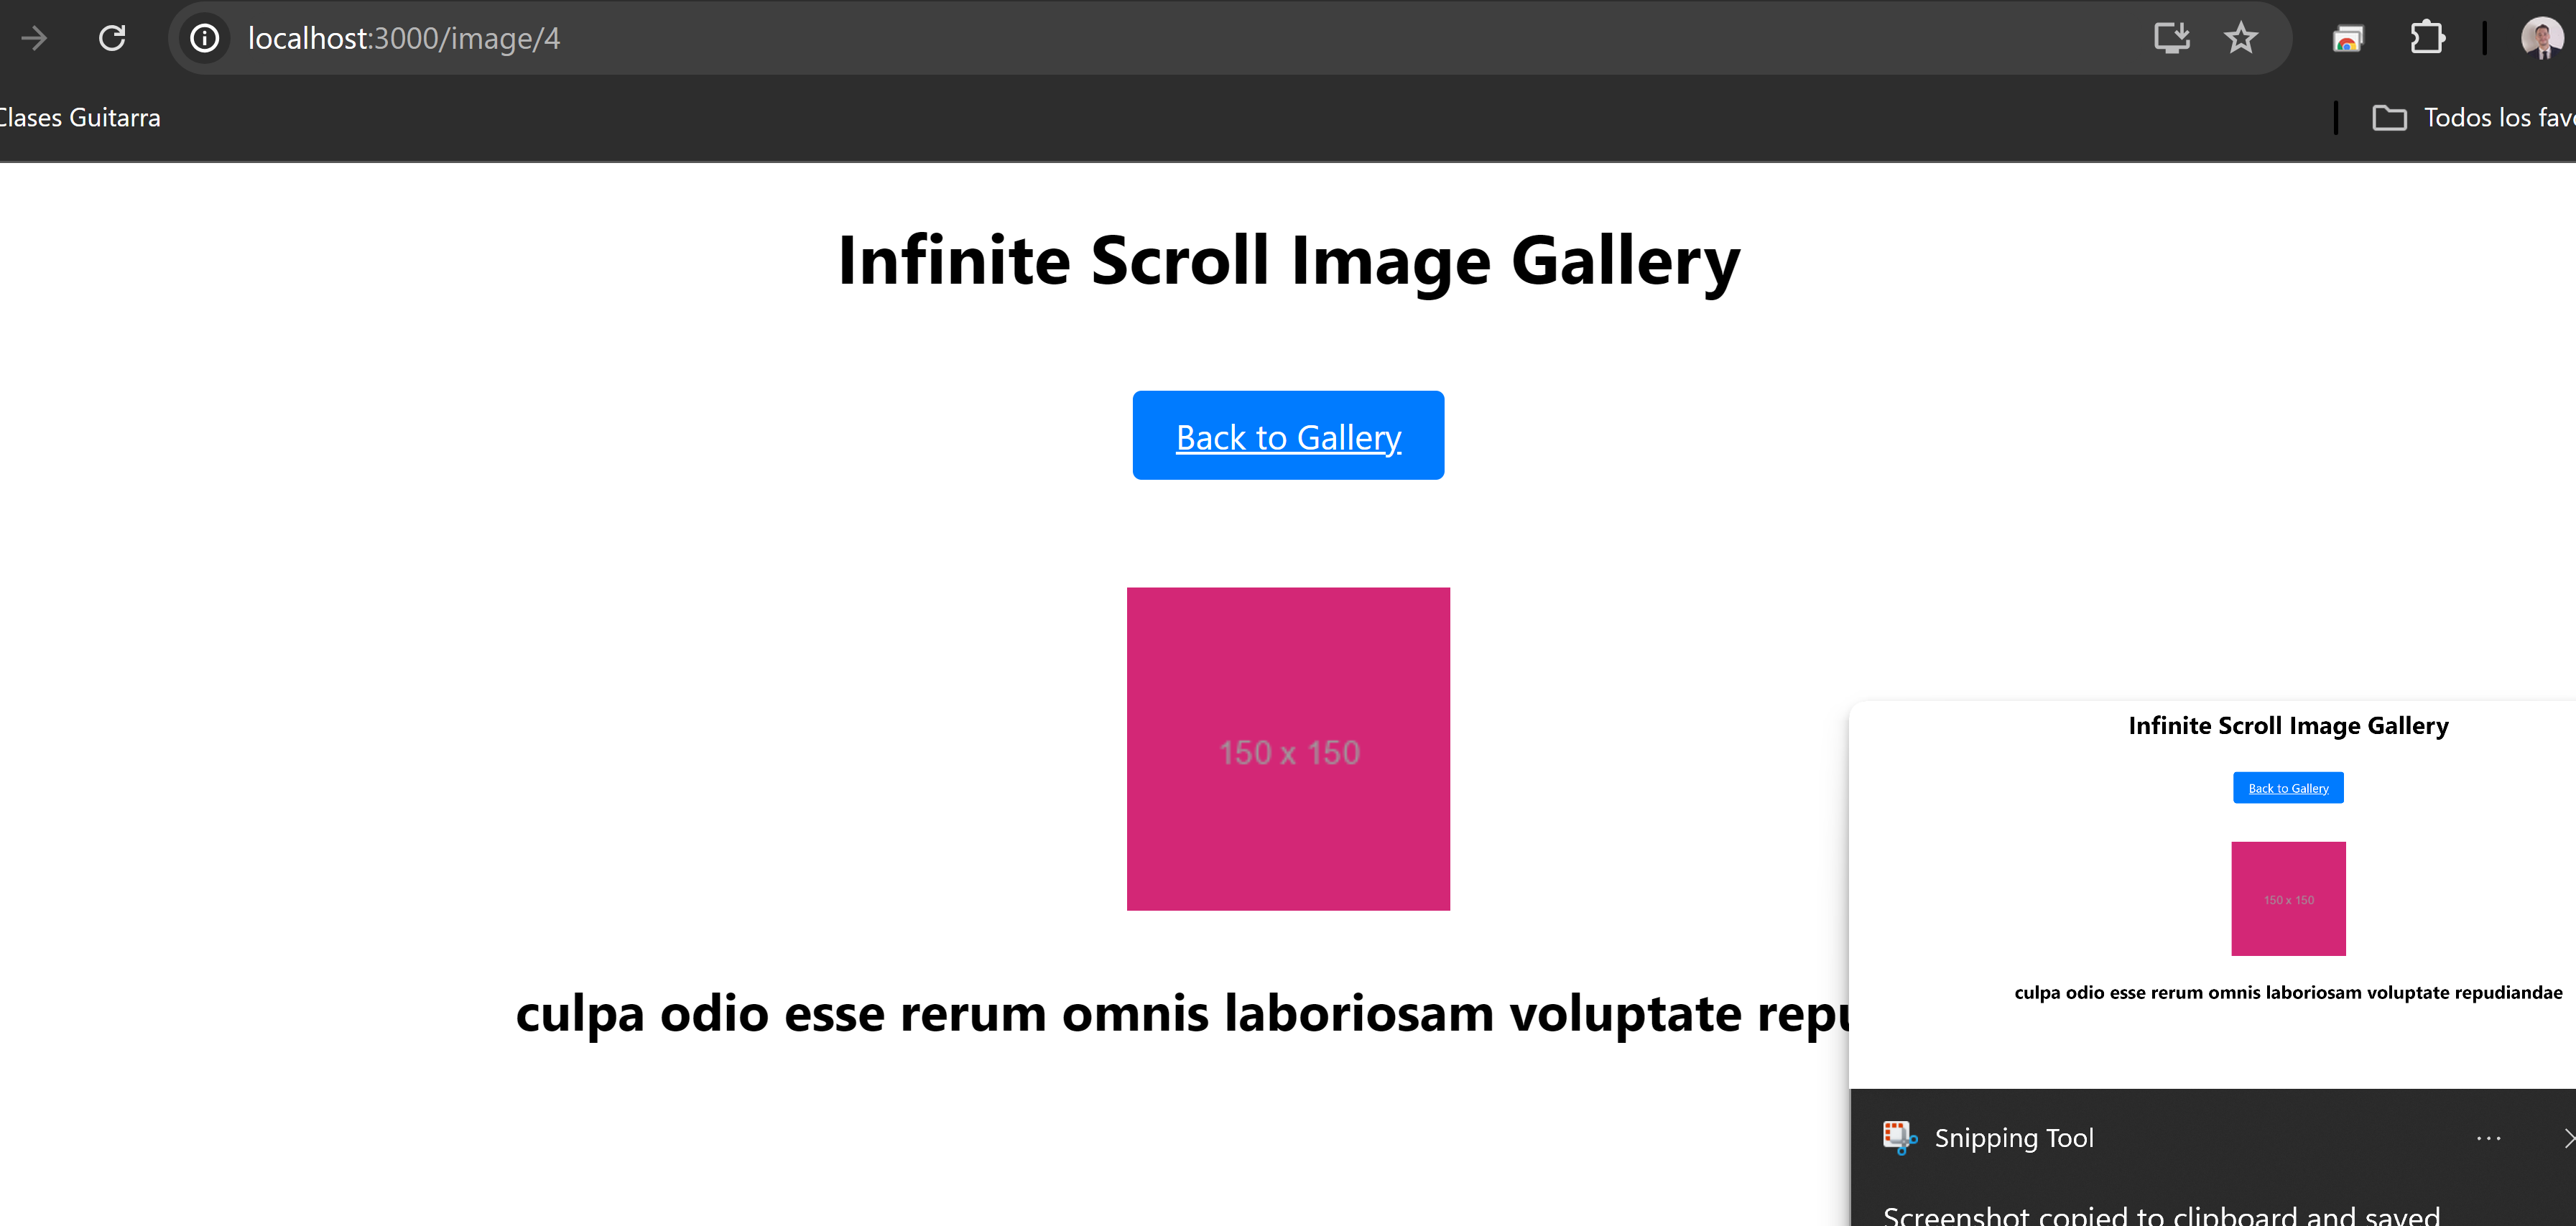 localhost:3000/image/4
Clases Guitarra
Todos los
Infinite Scroll Image Gallery
Back to Gallery
150 x 150
culpa odio esse rerum omnis laboriosam voluptate
Infinite Scroll Image Gallery
Back to Gallery
150 x 150
culpa odio esse rerum omnis laboriosam voluptate repudiandae
Snipping Tool
Screenshot copied to clipboard and saved